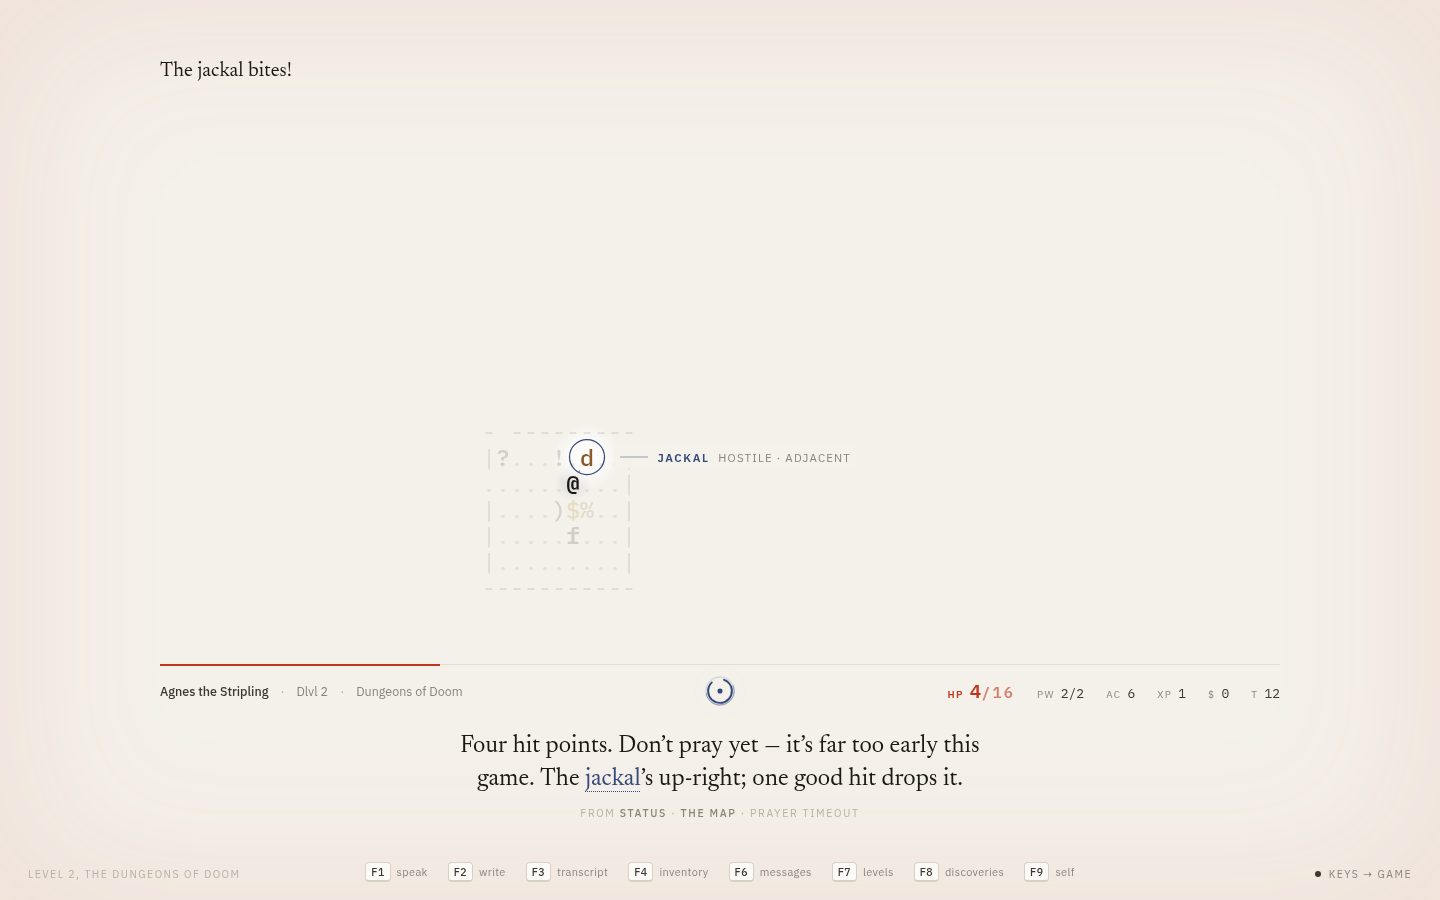 The jackal bites!
- - - - - - - - - -
|?...!d
JACKAL HOSTILE · ADJACENT
......@...|
|....)$%..|
|.....f...|
|.........|
- - - - - - - - - - -
Agnes the Stripling · Dlvl 2 · Dungeons of Doom
HP 4/16 PW 2/2 AC 6 XP 1 $ 0 T 12
Four hit points. Don’t pray yet — it’s far too early this
game. The jackal’s up-right; one good hit drops it.
FROM STATUS · THE MAP · PRAYER TIMEOUT
LEVEL 2, THE DUNGEONS OF DOOM
F1 speak F2 write F3 transcript F4 inventory F6 messages F7 levels F8 discoveries F9 self
KEYS → GAME